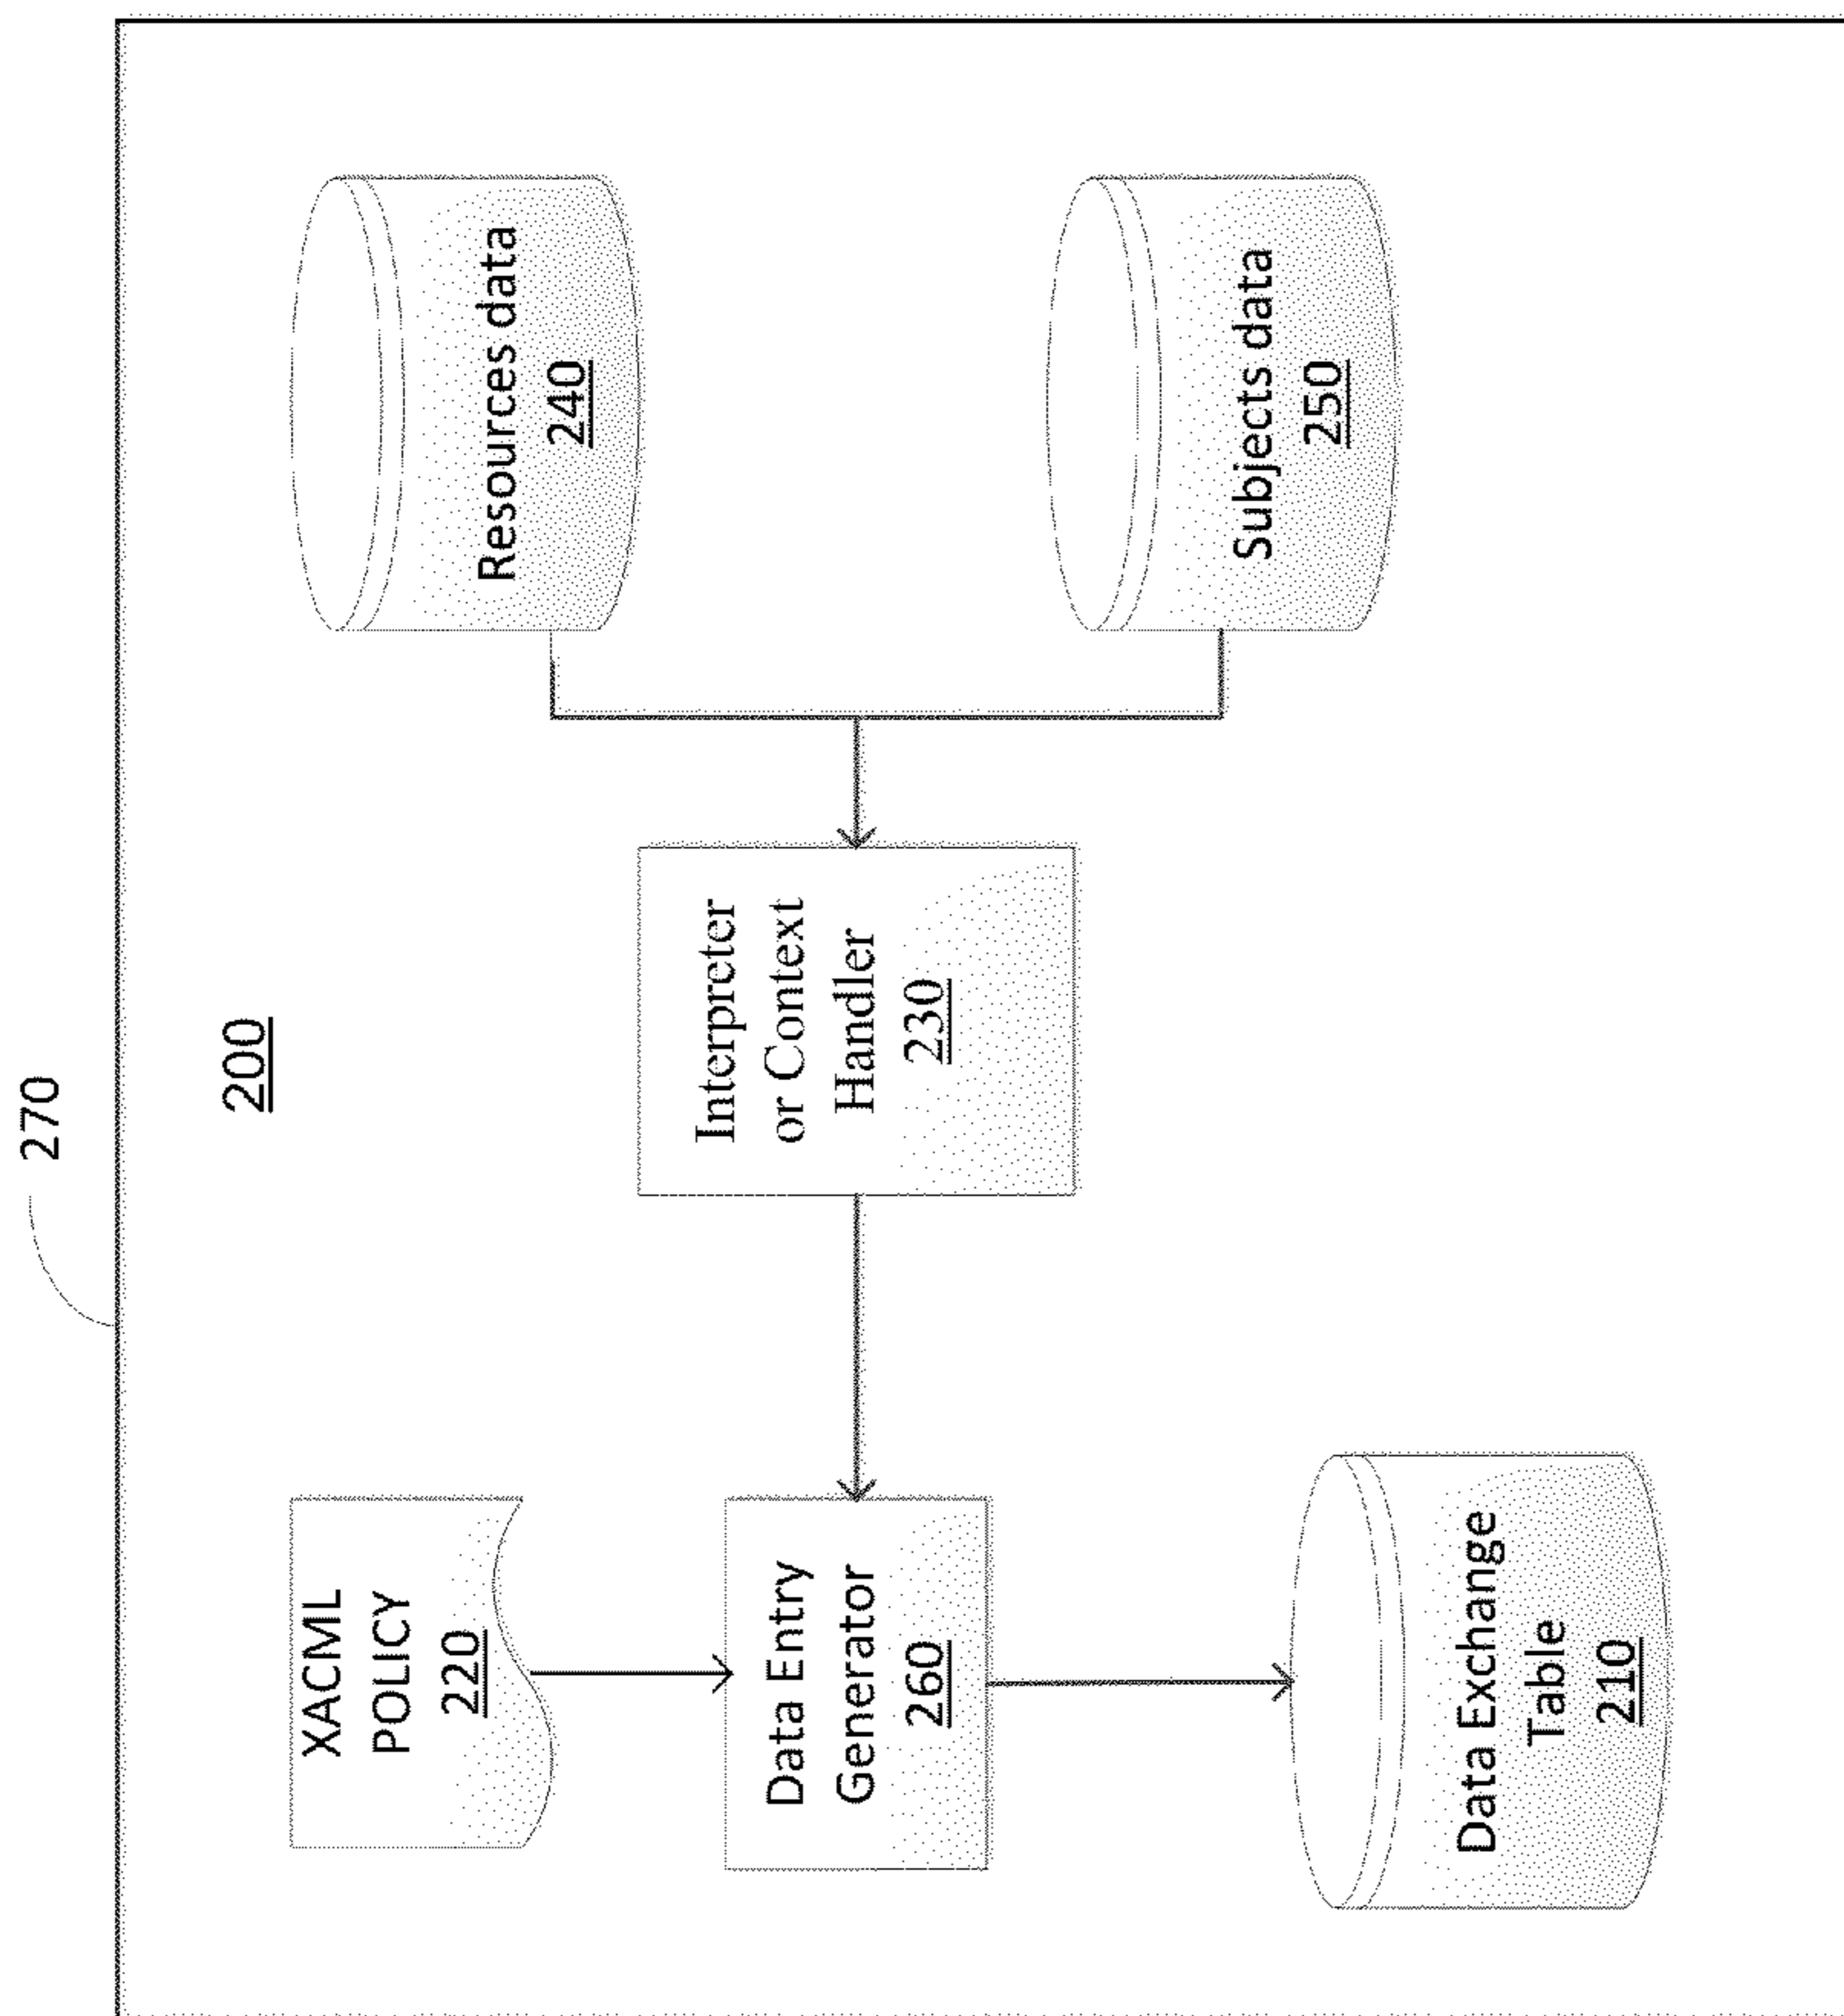 270
200
XACML
POLICY
220
Data Entry
Generator
260
Data Exchange
Table
210
Interpreter
or Context
Handler
230
Resources data
240
Subjects data
250